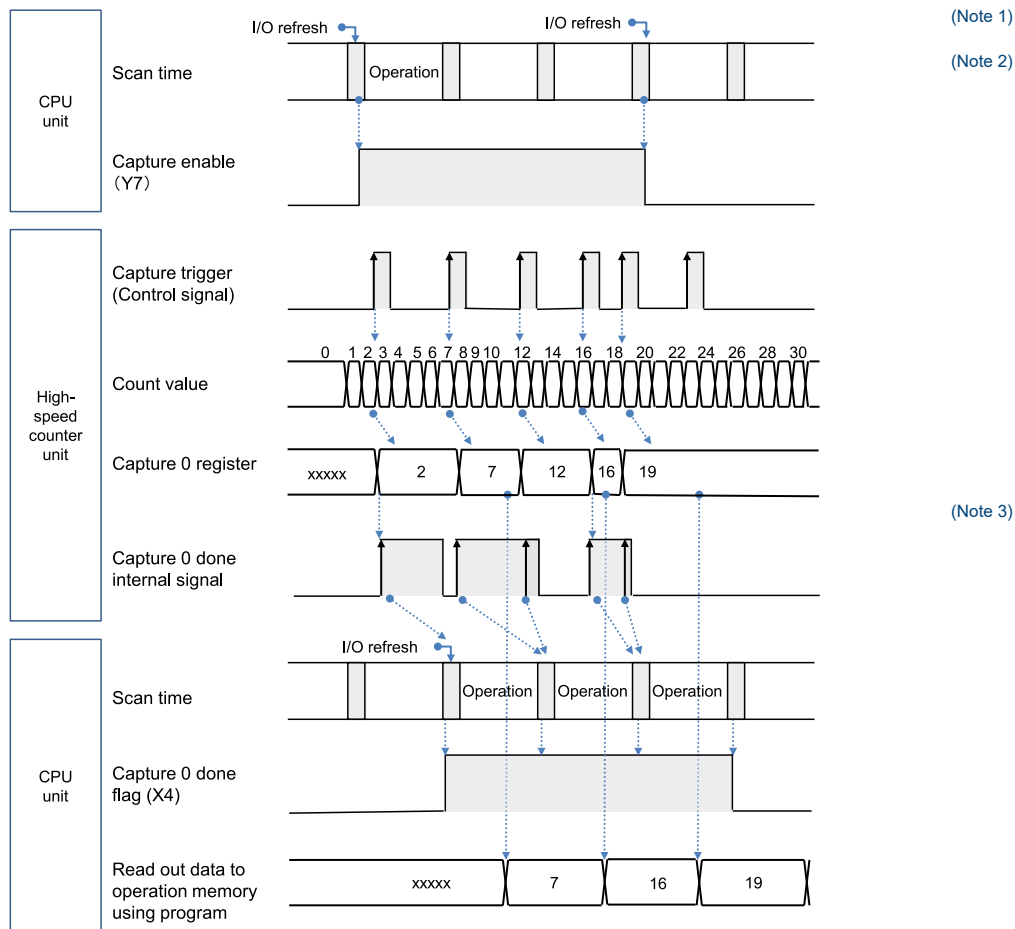 (Note 1)
I/O refresh
I/O refresh
(Note 2)
Scan time
Operation
CPU
unit
Capture enable
(Y7)
Capture trigger
(Control signal)
0 1 2 3 4 5 6 7 8 9 10 12 14 16 18 20 22 24 26 28 30
Count value
High-
speed
counter
unit
Capture 0 register
xxxxx 2 7 12 16 19
(Note 3)
Capture 0 done
internal signal
I/O refresh
Scan time
Operation Operation Operation
CPU
unit
Capture 0 done
flag (X4)
Read out data to
operation memory
using program
xxxxx 7 16 19